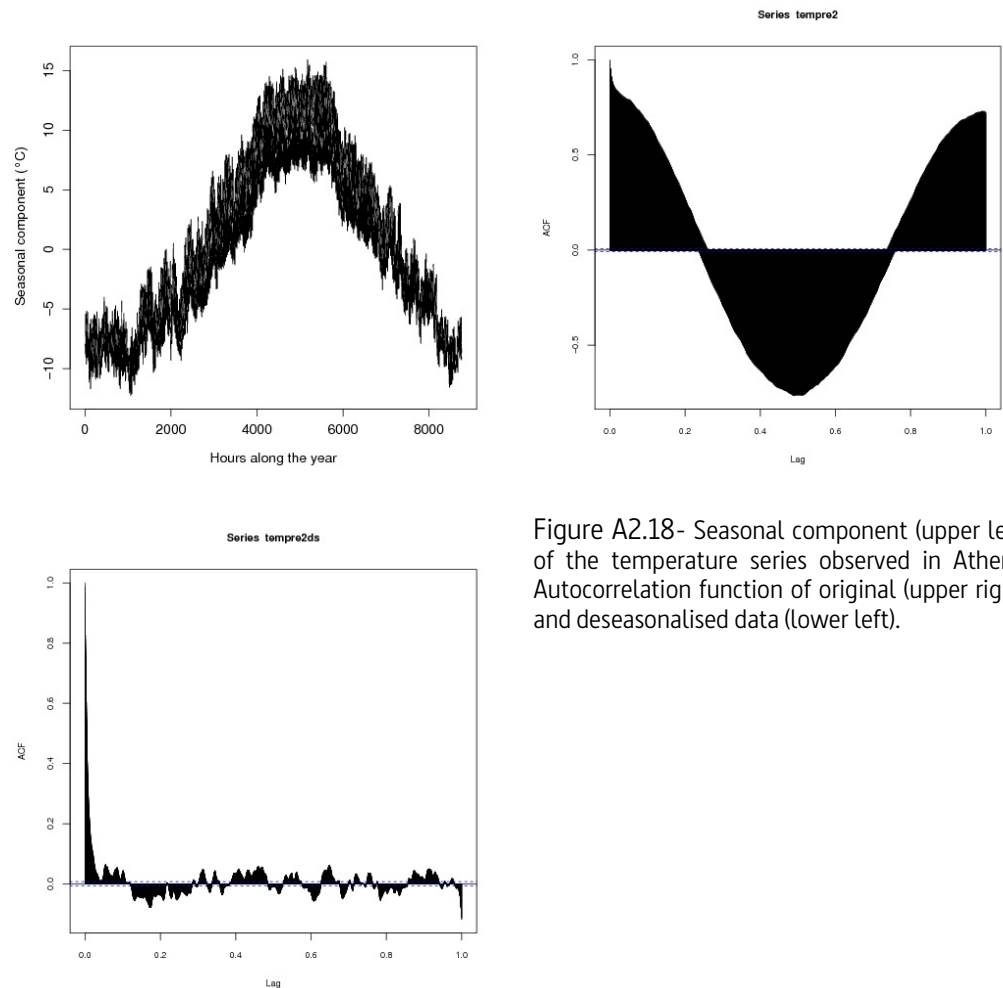 Series tempre2
15
10
5
0
-5
-10
Seasonal component (°C)
0 2000 4000 6000 8000
Hours along the year
1.0
0.5
0.0
-0.5
ACF
0.0 0.2 0.4 0.6 0.8 1.0
Lag
Series tempre2ds
1.0
0.8
0.6
0.4
0.2
0.0
ACF
0.0 0.2 0.4 0.6 0.8 1.0
Lag
Figure A2.18- Seasonal component (upper le
of the temperature series observed in Ather
Autocorrelation function of original (upper rig
and deseasonalised data (lower left).